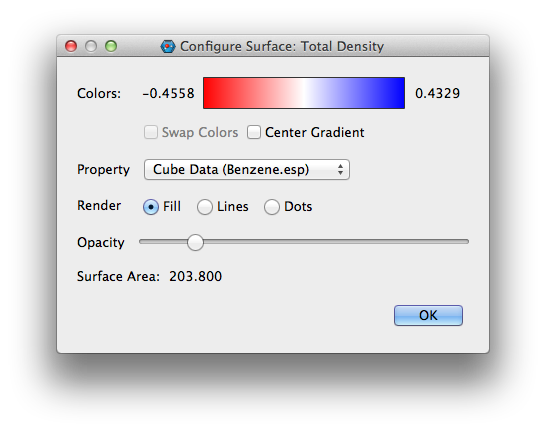 Configure Surface: Total Density
Colors: -0.4558 0.4329
Swap Colors Center Gradient
Property Cube Data (Benzene.esp)
Render Fill Lines Dots
Opacity
Surface Area: 203.800
OK